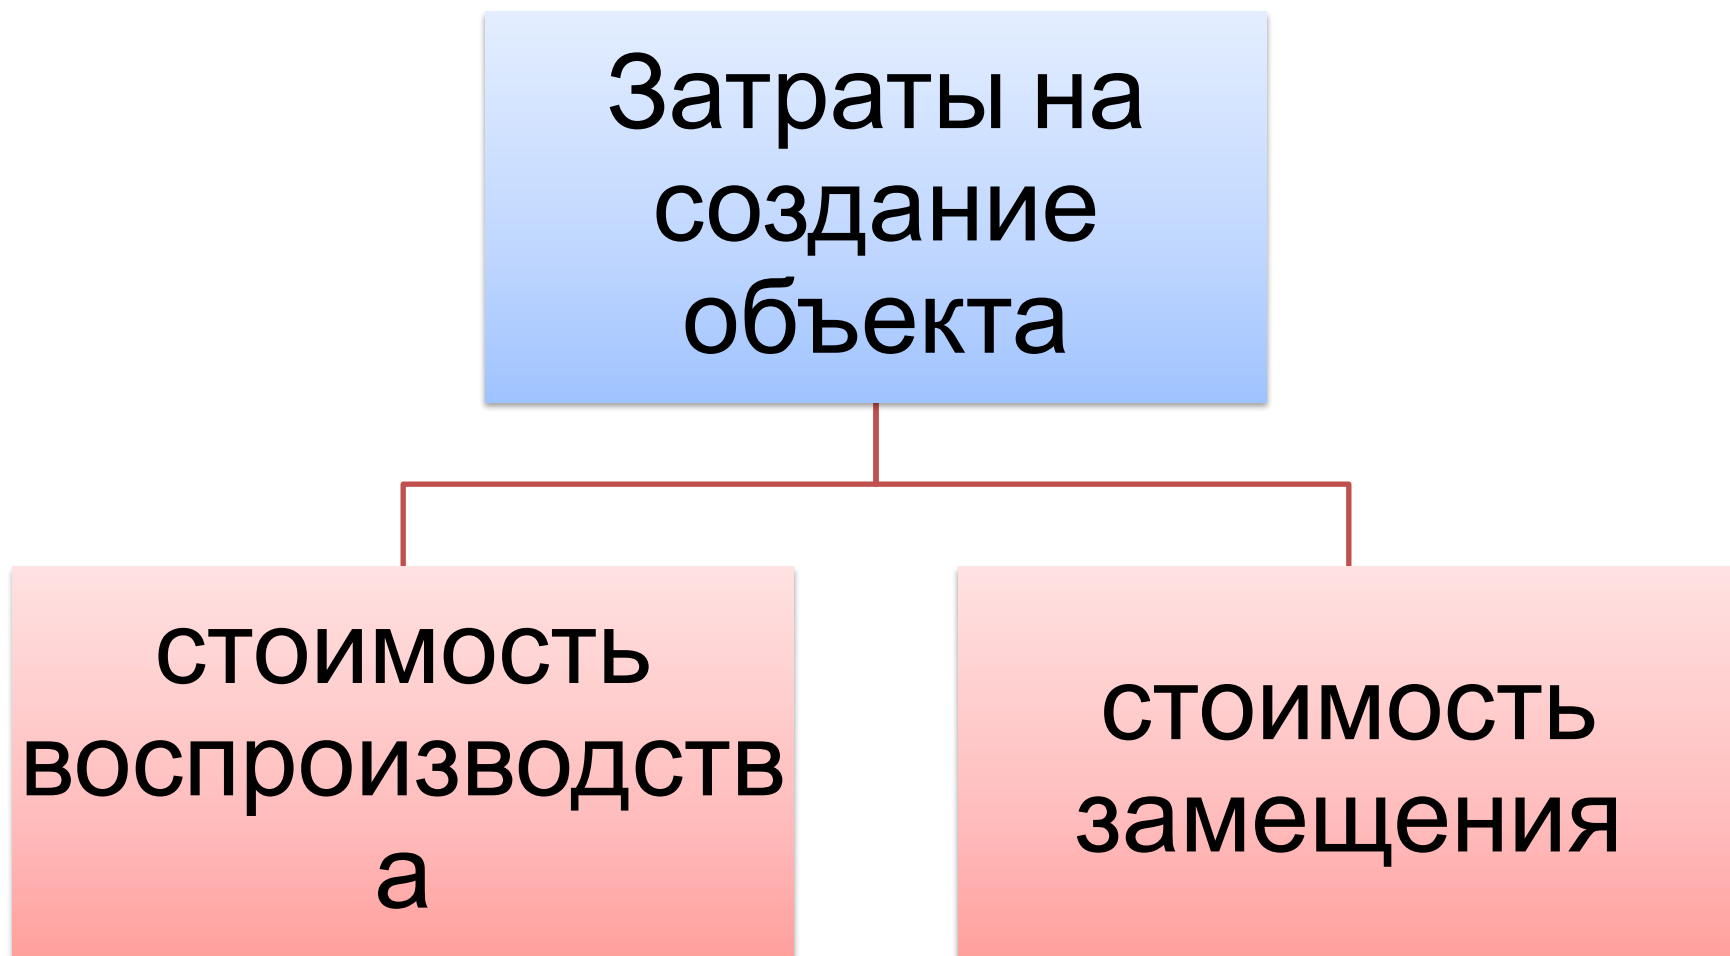 Затраты на
создание
объекта
стоимость
воспроизводств
а
стоимость
замещения